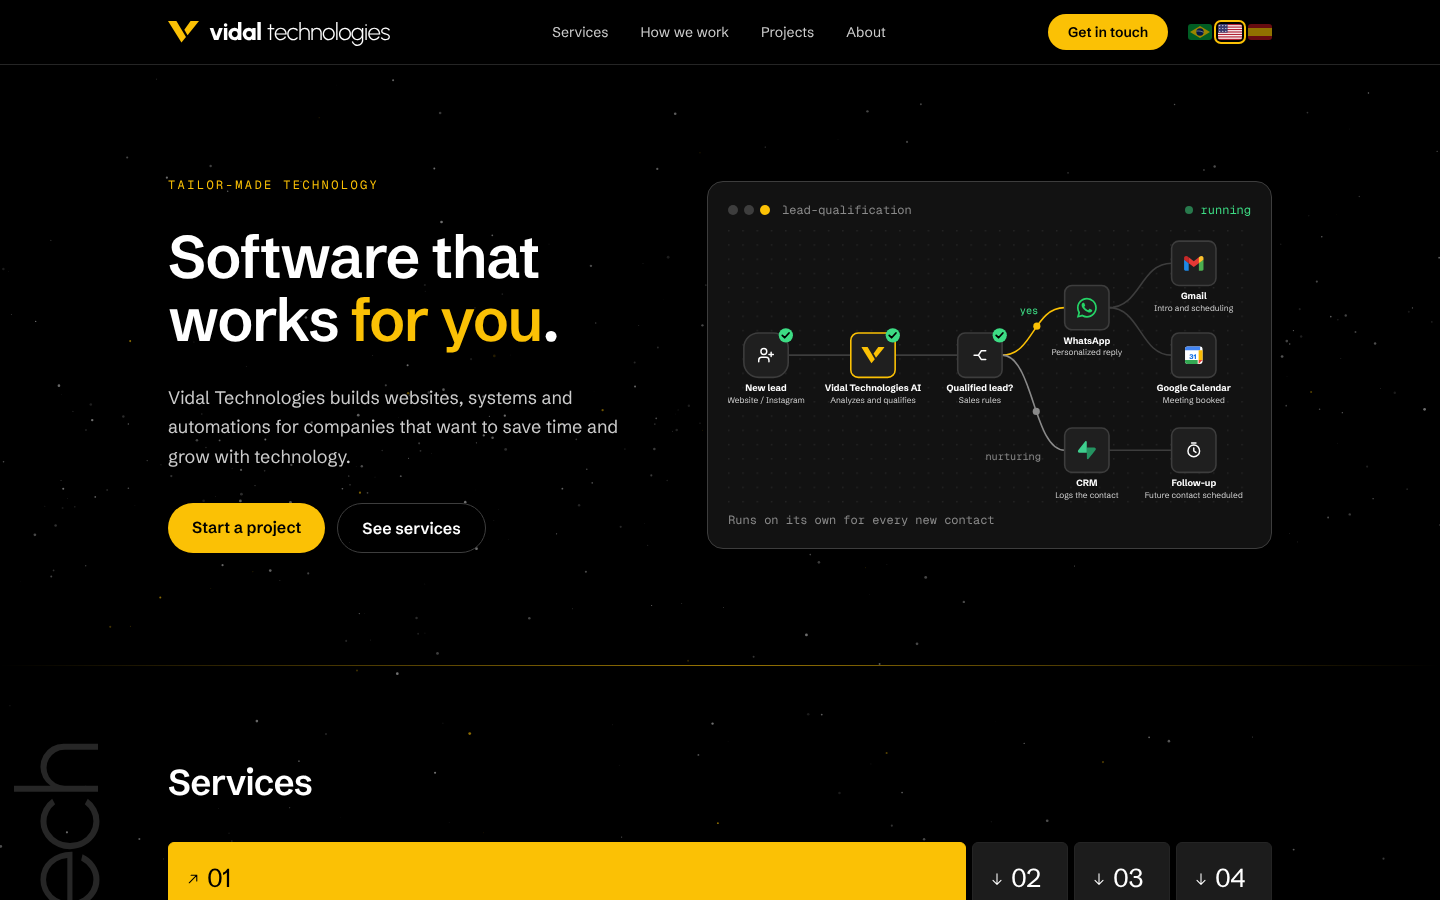 vidal technologies
Services
How we work
Projects
About
Get in touch
TAILOR-MADE TECHNOLOGY
Software that
works for you.
Vidal Technologies builds websites, systems and
automations for companies that want to save time and
grow with technology.
Start a project
See services
lead-qualification
running
Gmail
Intro and scheduling
yes
WhatsApp
Personalized reply
New lead
Website / Instagram
Vidal Technologies AI
Analyzes and qualifies
Qualified lead?
Sales rules
31
Google Calendar
Meeting booked
nurturing
CRM
Logs the contact
Follow-up
Future contact scheduled
Runs on its own for every new contact
Services
ech
01
02
03
04